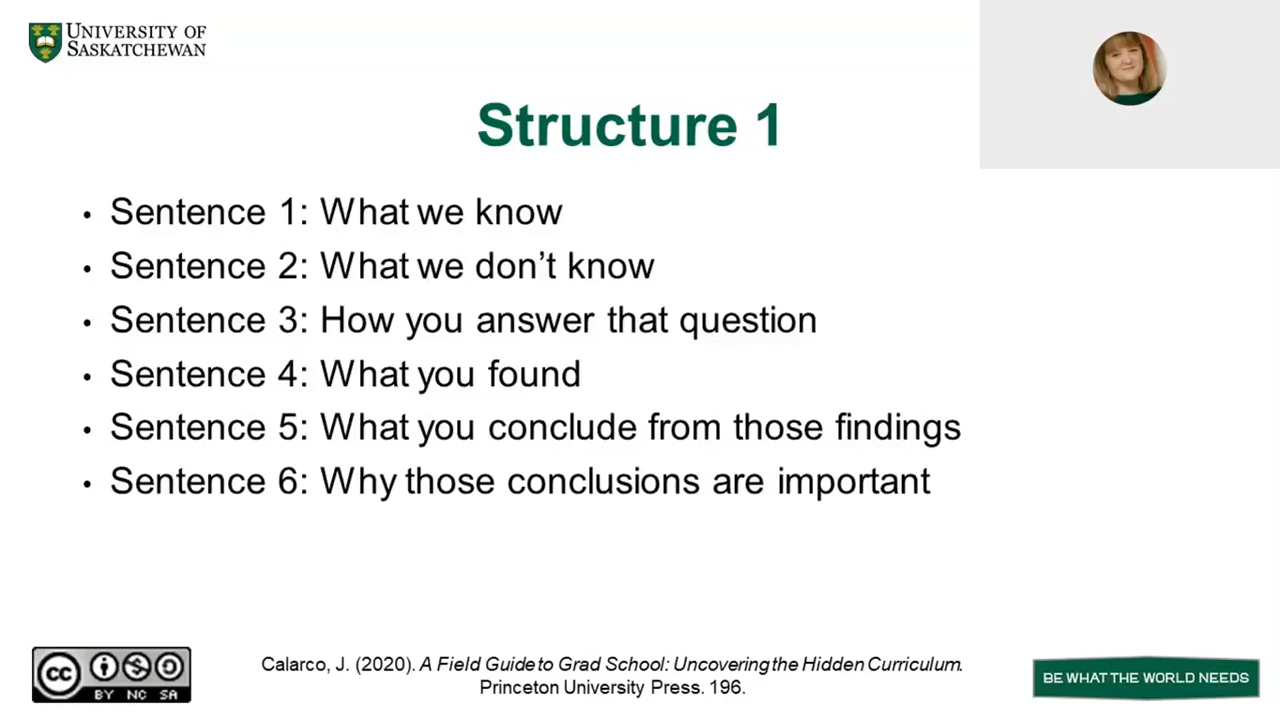 UNIVERSITY OF
SASKATCHEWAN
Structure 1
• Sentence 1: What we know
• Sentence 2: What we don’t know
• Sentence 3: How you answer that question
• Sentence 4: What you found
• Sentence 5: What you conclude from those findings
• Sentence 6: Why those conclusions are important
cc
BY NC SA
Calarco, J. (2020). A Field Guide to Grad School: Uncovering the Hidden Curriculum.
Princeton University Press. 196.
BE WHAT THE WORLD NEEDS